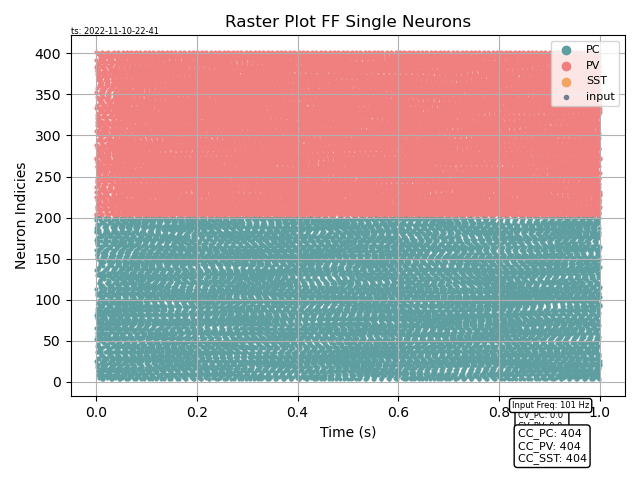 Raster Plot FF Single Neurons
ts: 2022-11-10-22-41
PC
PV
SST
input
Neuron Indicies
400
350
300
250
200
150
100
50
0
0.0 0.2 0.4 0.6 0.8 1.0
Time (s)
Input Freq: 101 Hz
CV_PC: 0.0
CC_PC: 404
CC_PV: 404
CC_SST: 404